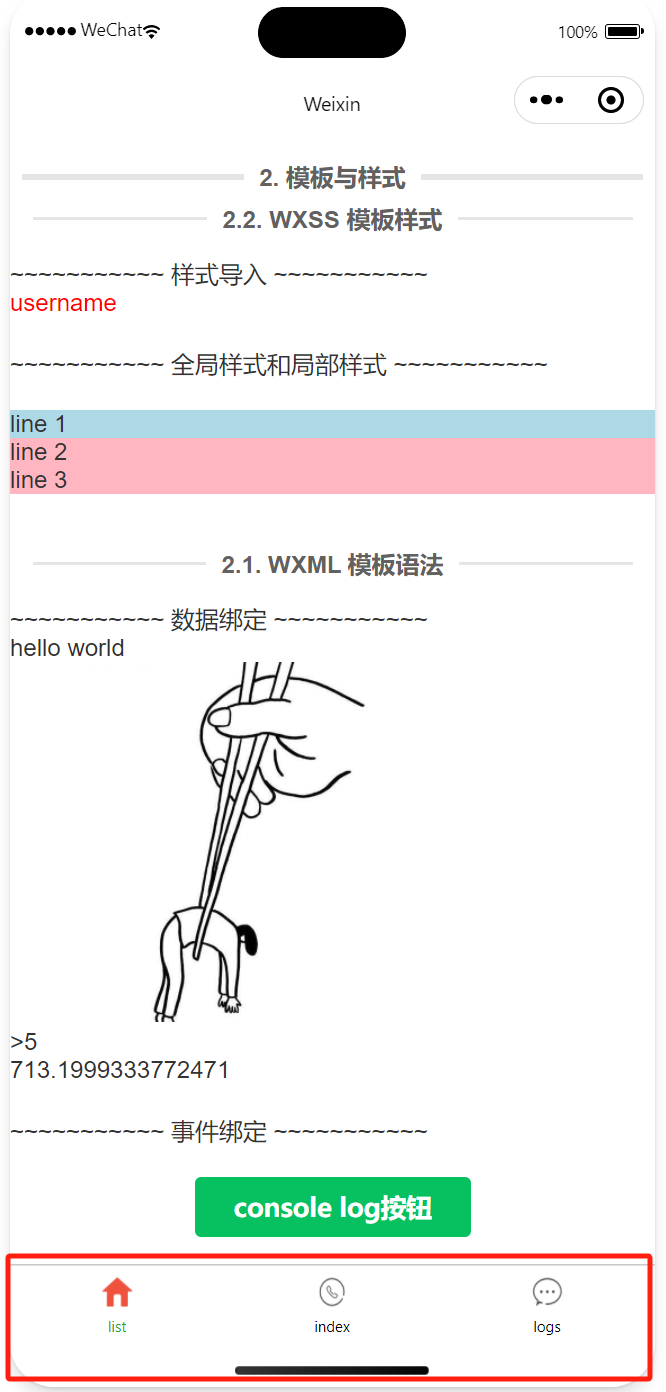 WeChat 100%
Weixin
2. 模板与样式
2.2. WXSS 模板样式
~~~~~~~~~~~ 样式导入 ~~~~~~~~~~~
username
~~~~~~~~~~~ 全局样式和局部样式 ~~~~~~~~~~~
line 1
line 2
line 3
2.1. WXML 模板语法
~~~~~~~~~~~ 数据绑定 ~~~~~~~~~~~
hello world
>5
713.1999333772471
~~~~~~~~~~~ 事件绑定 ~~~~~~~~~~~
console log按钮
list index logs